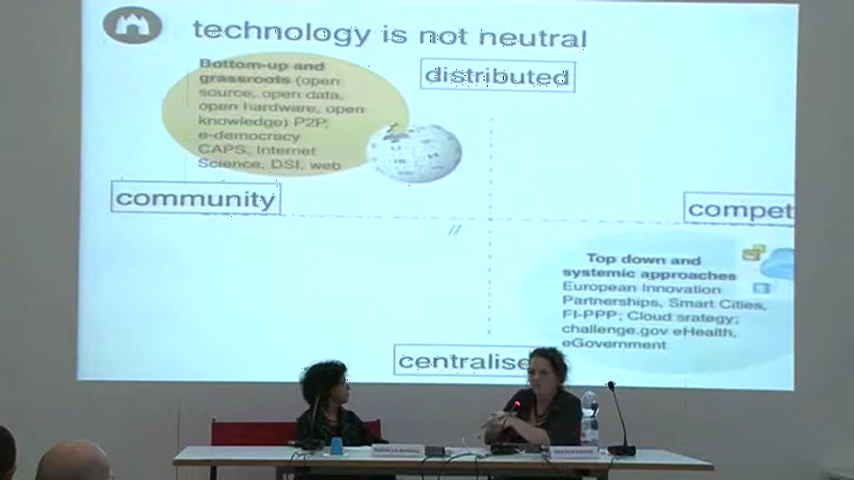 technology is not neutral
distributed
Bottom-up and
grassroots (open
source, open data,
open hardware, open
knowledge) P2P,
e-democracy
CAPS, Internet
Science, DSI, web
community
compet
//
Top down and
systemic approaches
European Innovation
Partnerships, Smart Cities,
FI-PPP; Cloud srategy;
challenge.gov eHealth,
eGovernment
centralise